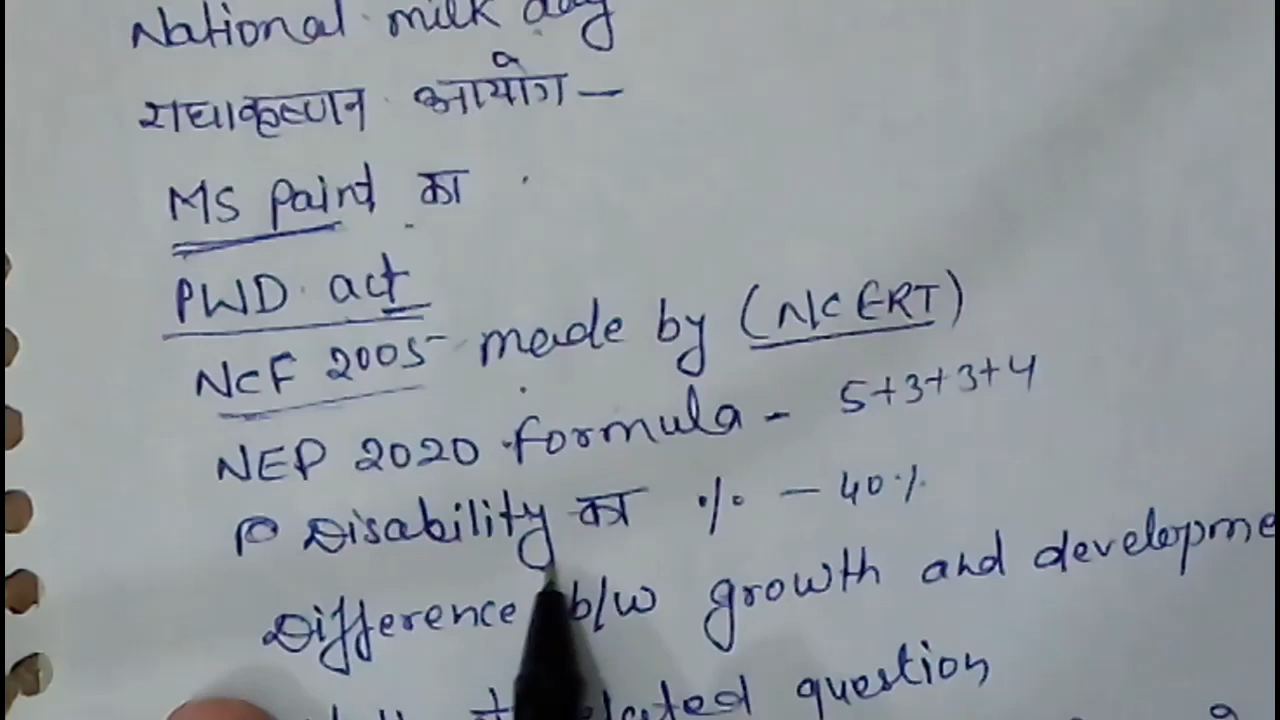 National milk day
राधाकृष्णन आयोग —
MS Paint का
PWD act
NCF 2005 made by (NCERT)
NEP 2020 formula - 5+3+3+4
P Disability का % - 40%
Difference b/w growth and developme
related question